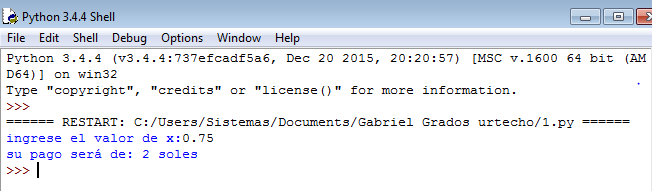 Python 3.4.4 Shell
File Edit Shell Debug Options Window Help
Python 3.4.4 (v3.4.4:737efcadf5a6, Dec 20 2015, 20:20:57) [MSC v.1600 64 bit (AM
D64)] on win32
Type "copyright", "credits" or "license()" for more information.
>>>
====== RESTART: C:/Users/Sistemas/Documents/Gabriel Grados urtecho/1.py ======
ingrese el valor de x:0.75
su pago será de: 2 soles
>>>